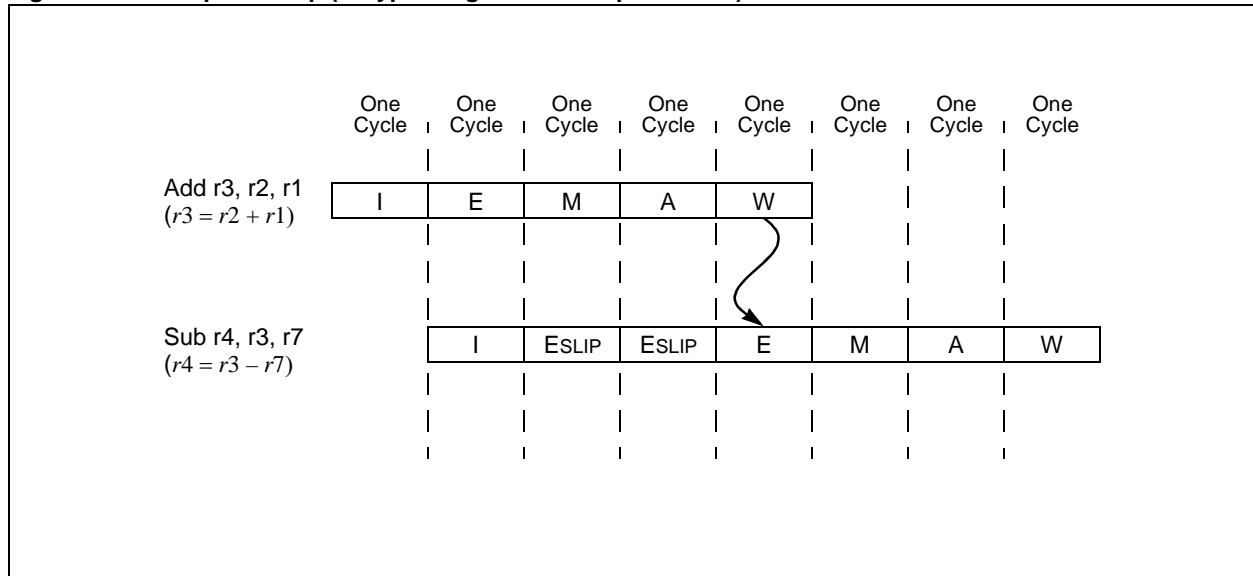 One One One One One One One One
Cycle Cycle Cycle Cycle Cycle Cycle Cycle Cycle
Add r3, r2, r1
(r3 = r2 + r1)
I E M A W
Sub r4, r3, r7
(r4 = r3 – r7)
I ESLIP ESLIP E M A W